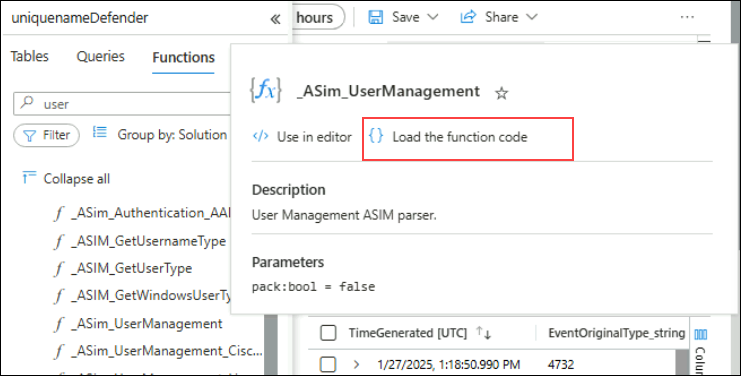 uniquenameDefender
hours
Save
Share
Tables
Queries
Functions
user
Filter
Group by: Solution
Collapse all
_ASim_Authentication_AAI
_ASIM_GetUsernameType
_ASIM_GetUserType
_ASIM_GetWindowsUserTy
_ASim_UserManagement
_ASim_UserManagement_Cisc...
_ASim_UserManagement
Use in editor
Load the function code
Description
User Management ASIM parser.
Parameters
pack:bool = false
TimeGenerated [UTC]
EventOriginalType_string
1/27/2025, 1:18:50.990 PM
4732
Colum